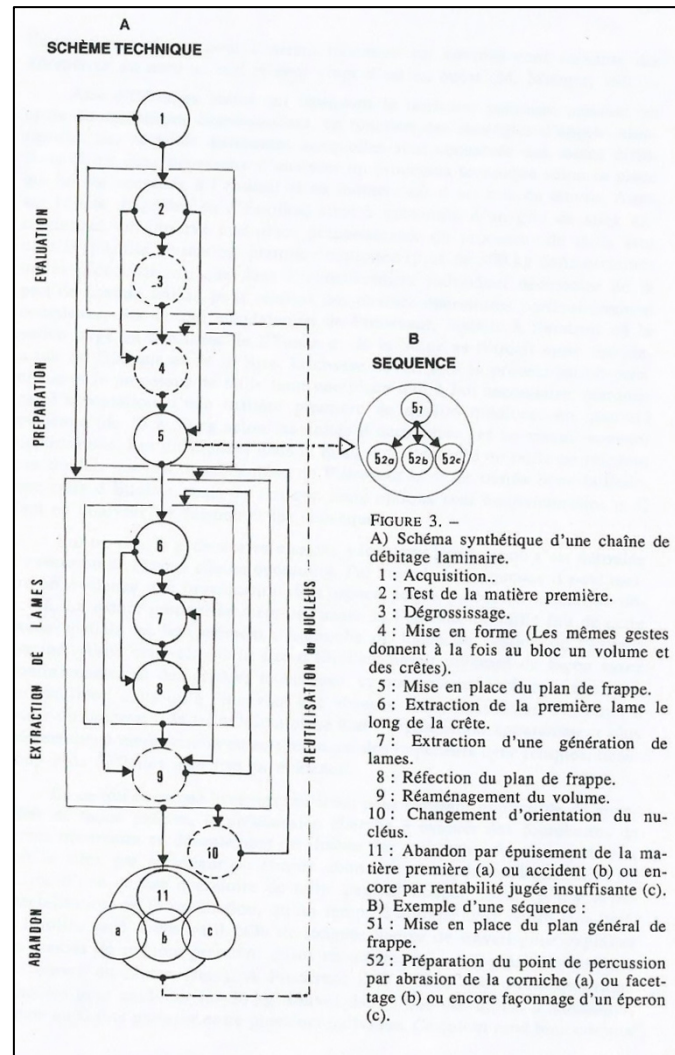 A
SCHÈME TECHNIQUE
EVALUATION
PREPARATION
EXTRACTION DE LAMES
ABANDON
1
2
3
4
5
6
7
8
9
10
11
a
b
c
REUTILISATION du NUCLEUS
B
SEQUENCE
51
52a
52b
52c
FIGURE 3. –
A) Schéma synthétique d'une chaîne de
débitage laminaire.
1 : Acquisition..
2 : Test de la matière première.
3 : Dégrossissage.
4 : Mise en forme (Les mêmes gestes
donnent à la fois au bloc un volume et
des crêtes).
5 : Mise en place du plan de frappe.
6 : Extraction de la première lame le
long de la crête.
7 : Extraction d'une génération de
lames.
8 : Réfection du plan de frappe.
9 : Réaménagement du volume.
10 : Changement d'orientation du nu-
cléus.
11 : Abandon par épuisement de la ma-
tière première (a) ou accident (b) ou en-
core par rentabilité jugée insuffisante (c).
B) Exemple d'une séquence :
51 : Mise en place du plan général de
frappe.
52 : Préparation du point de percussion
par abrasion de la corniche (a) ou facet-
tage (b) ou encore façonnage d'un éperon
(c).